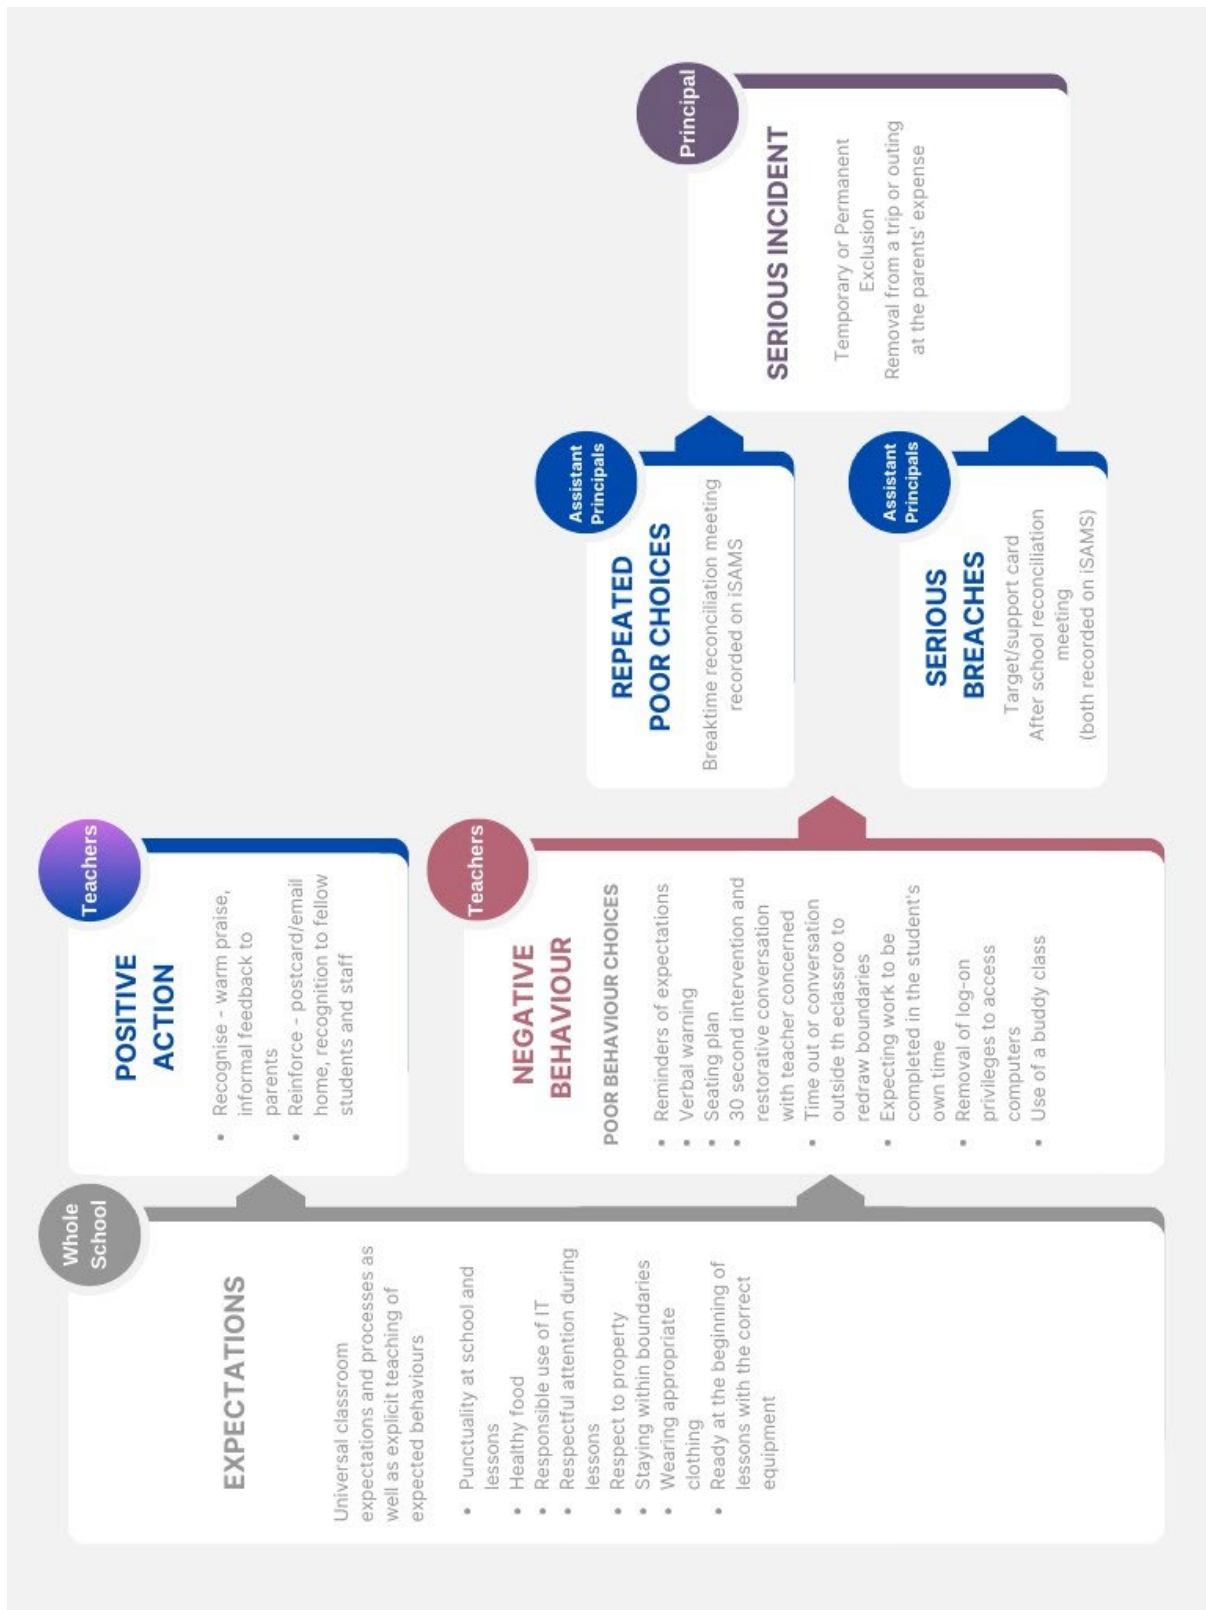 Whole
School
EXPECTATIONS
Universal classroom
expectations and processes as
well as explicit teaching of
expected behaviours
• Punctuality at school and
lessons
• Healthy food
• Responsible use of IT
• Respectful attention during
lessons
• Respect to property
• Staying within boundaries
• Wearing appropriate
clothing
• Ready at the beginning of
lessons with the correct
equipment
Teachers
POSITIVE
ACTION
• Recognise - warm praise,
informal feedback to
parents
• Reinforce - postcard/email
home, recognition to fellow
students and staff
Teachers
NEGATIVE
BEHAVIOUR
POOR BEHAVIOUR CHOICES
• Reminders of expectations
• Verbal warning
• Seating plan
• 30 second intervention and
restorative conversation
with teacher concerned
• Time out or conversation
outside th eclassroo to
redraw boundaries
• Expecting work to be
completed in the student's
own time
• Removal of log-on
privileges to access
computers
• Use of a buddy class
Assistant
Principals
REPEATED
POOR CHOICES
Breaktime reconciliation meeting
recorded on iSAMS
Assistant
Principals
SERIOUS
BREACHES
Target/support card
After school reconciliation
meeting
(both recorded on iSAMS)
Principal
SERIOUS INCIDENT
Temporary or Permanent
Exclusion
Removal from a trip or outing
at the parents' expense